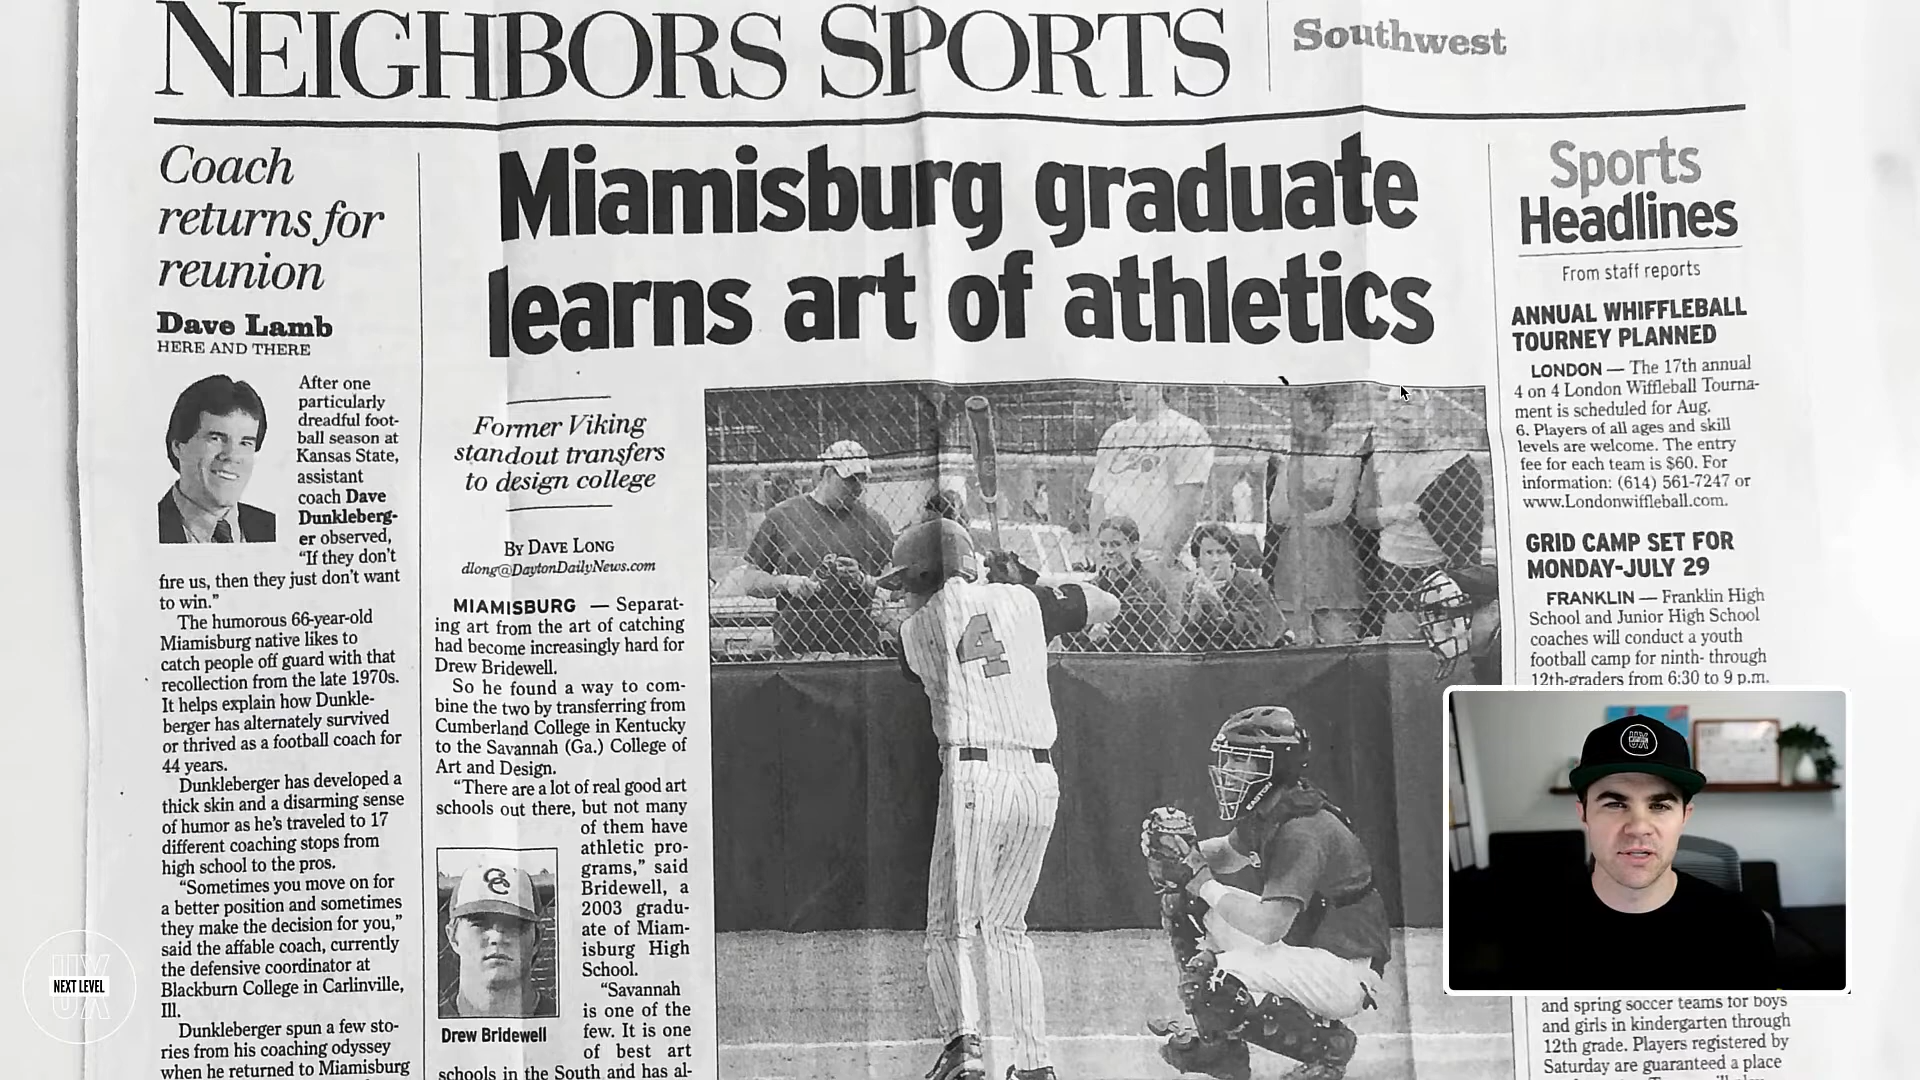 NEIGHBORS SPORTS
Southwest
Coach
returns for
reunion
Dave Lamb
HERE AND THERE
After one
particularly
dreadful foot-
ball season at
Kansas State,
assistant
coach Dave
Dunkleberg-
er observed,
"If they don't
fire us, then they just don't want
to win."
The humorous 66-year-old
Miamisburg native likes to
catch people off guard with that
recollection from the late 1970s.
It helps explain how Dunkle-
berger has alternately survived
or thrived as a football coach for
44 years.
Dunkleberger has developed a
thick skin and a disarming sense
of humor as he's traveled to 17
different coaching stops from
high school to the pros.
"Sometimes you move on for
a better position and sometimes
they make the decision for you,"
said the affable coach, currently
the defensive coordinator at
Blackburn College in Carlinville,
Ill.
Dunkleberger spun a few sto-
ries from his coaching odyssey
when he returned to Miamisburg
Miamisburg graduate
learns art of athletics
Former Viking
standout transfers
to design college
BY DAVE LONG
dlong@DaytonDailyNews.com
MIAMISBURG — Separat-
ing art from the art of catching
had become increasingly hard for
Drew Bridewell.
So he found a way to com-
bine the two by transferring from
Cumberland College in Kentucky
to the Savannah (Ga.) College of
Art and Design.
"There are a lot of real good art
schools out there, but not many
of them have
athletic pro-
grams," said
Bridewell, a
2003 gradu-
ate of Miam-
isburg High
School.
"Savannah
is one of the
few. It is one
of best art
schools in the South and has al-
Drew Bridewell
4
EASTON
Sports
Headlines
From staff reports
ANNUAL WHIFFLEBALL
TOURNEY PLANNED
LONDON — The 17th annual
4 on 4 London Wiffleball Tourna-
ment is scheduled for Aug.
6. Players of all ages and skill
levels are welcome. The entry
fee for each team is $60. For
information: (614) 561-7247 or
www.Londonwiffleball.com.
GRID CAMP SET FOR
MONDAY-JULY 29
FRANKLIN — Franklin High
School and Junior High School
coaches will conduct a youth
football camp for ninth- through
12th-graders from 6:30 to 9 p.m.
and spring soccer teams for boys
and girls in kindergarten through
12th grade. Players registered by
Saturday are guaranteed a place
UX
NEXT LEVEL
UX